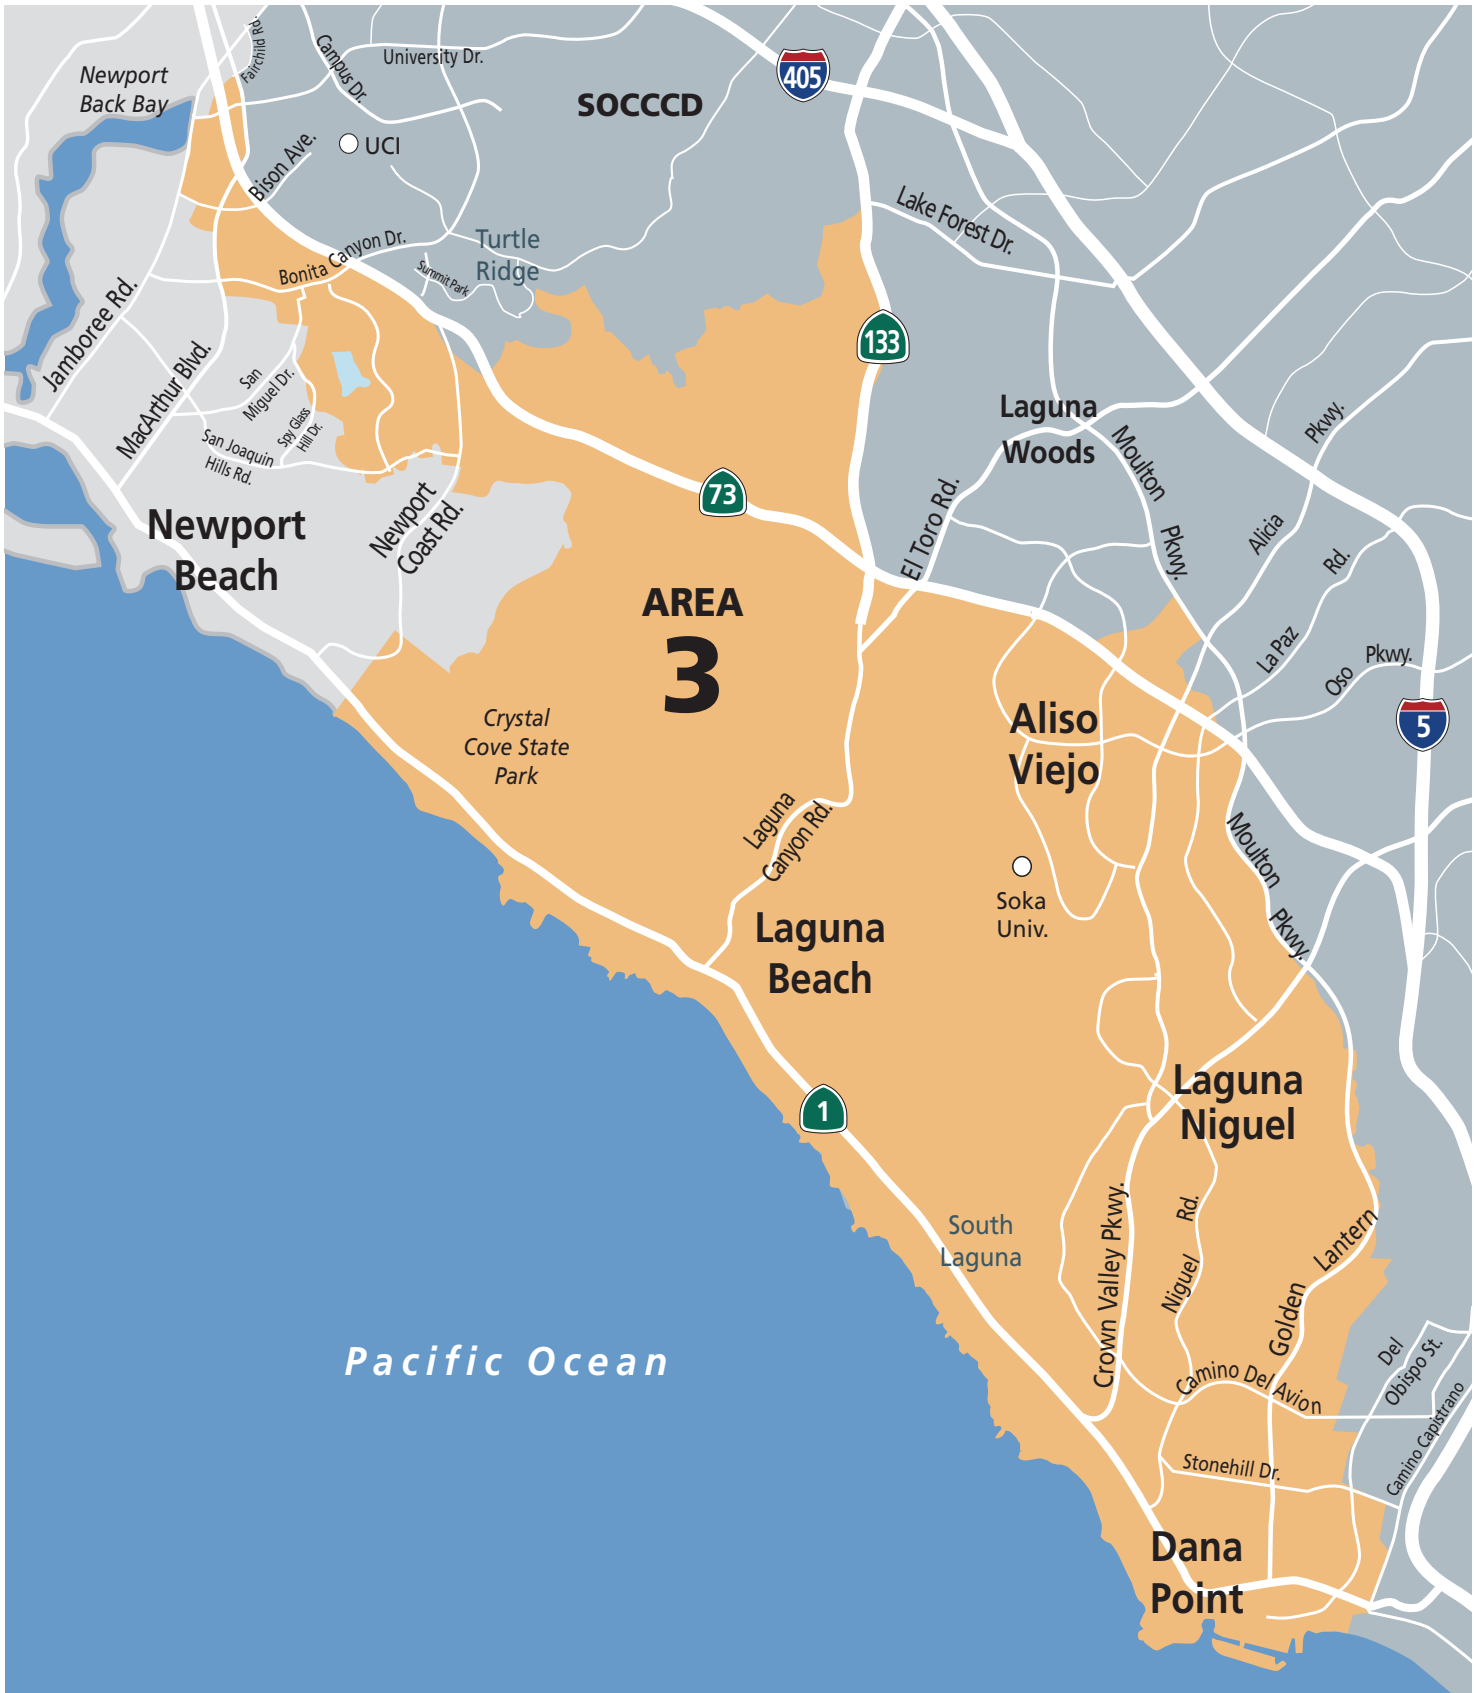 Newport
Back Bay
Fairchild Rd.
Campus Dr.
University Dr.
405
SOCCCD
UCI
Bison Ave.
Lake Forest Dr.
Turtle
Ridge
Bonita Canyon Dr.
Summit Park
Jamboree Rd.
MacArthur Blvd.
133
San
Miguel Dr.
Spy Glass
Hill Dr.
San Joaquin
Hills Rd.
Laguna
Woods
Moulton
Pkwy.
Alicia
Pkwy.
73
El Toro Rd.
Newport
Coast Rd.
Newport
Beach
La Paz
Rd.
Oso
Pkwy.
AREA
3
5
Crystal
Cove State
Park
Aliso
Viejo
Laguna
Canyon Rd.
Moulton
Pkwy.
Soka
Univ.
Laguna
Beach
1
Laguna
Niguel
South
Laguna
Crown Valley Pkwy.
Niguel
Rd.
Golden
Lantern
Pacific Ocean
Del
Obispo St.
Camino Del Avion
Camino Capistrano
Stonehill Dr.
Dana
Point